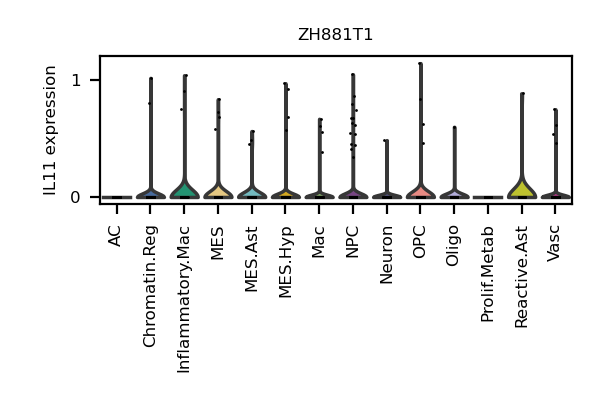 ZH881T1
IL11 expression
1
0
AC
Chromatin.Reg
Inflammatory.Mac
MES
MES.Ast
MES.Hyp
Mac
NPC
Neuron
OPC
Oligo
Prolif.Metab
Reactive.Ast
Vasc